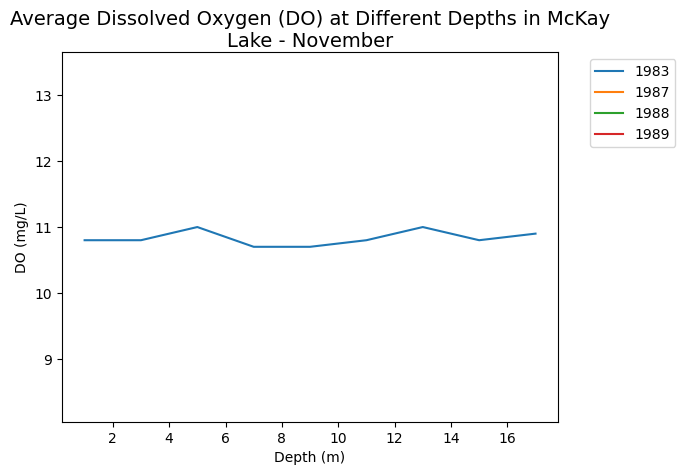 Average Dissolved Oxygen (DO) at Different Depths in McKay
Lake - November
1983
1987
1988
1989
13
12
11
10
9
DO (mg/L)
2 4 6 8 10 12 14 16
Depth (m)